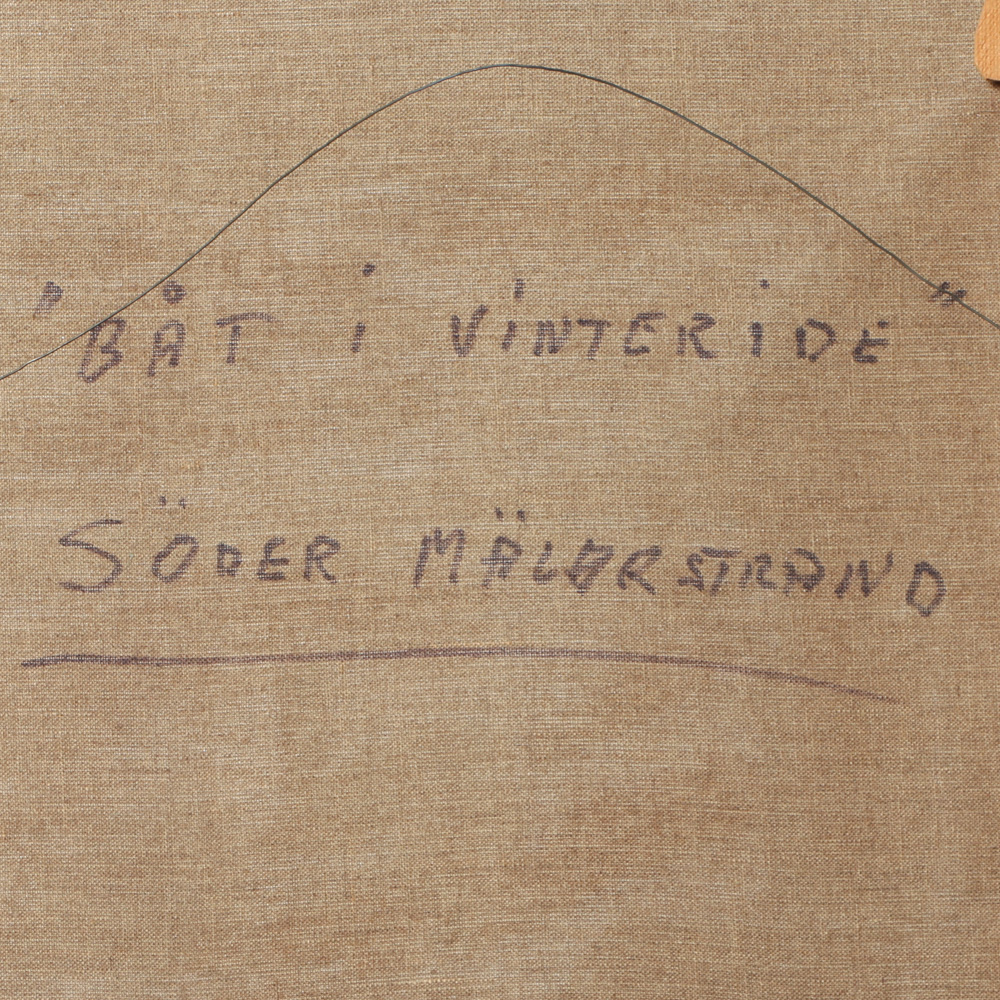 "BÅT i ViNTERiDE"
SÖDER MÄLARSTRAND